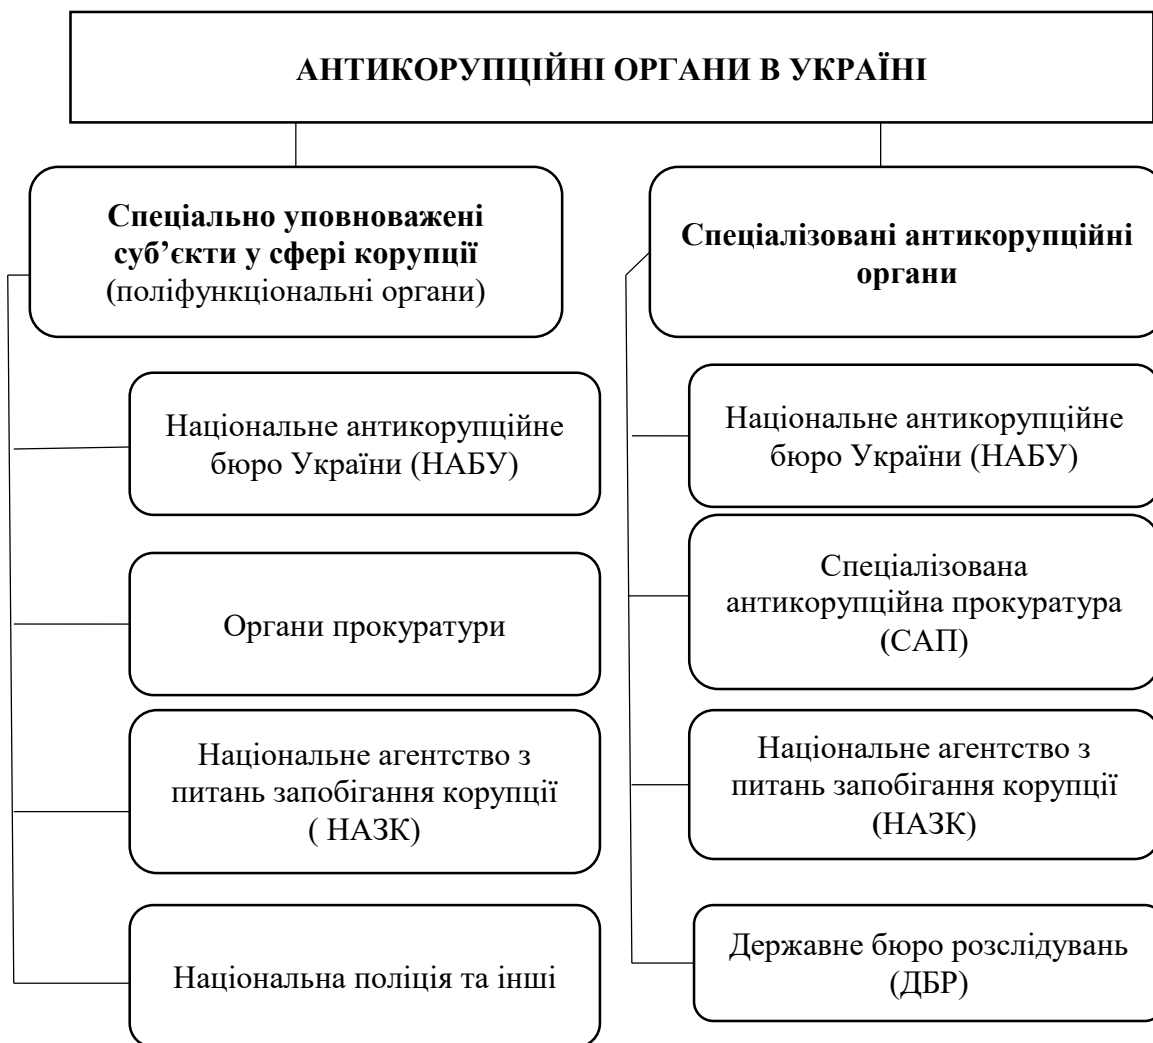 АНТИКОРУПЦІЙНІ ОРГАНИ В УКРАЇНІ
Спеціально уповноважені
суб’єкти у сфері корупції
(поліфункціональні органи)
Національне антикорупційне
бюро України (НАБУ)
Органи прокуратури
Національне агентство з
питань запобігання корупції
( НАЗК)
Національна поліція та інші
Спеціалізовані антикорупційні
органи
Національне антикорупційне
бюро України (НАБУ)
Спеціалізована
антикорупційна прокуратура
(САП)
Національне агентство з
питань запобігання корупції
(НАЗК)
Державне бюро розслідувань
(ДБР)